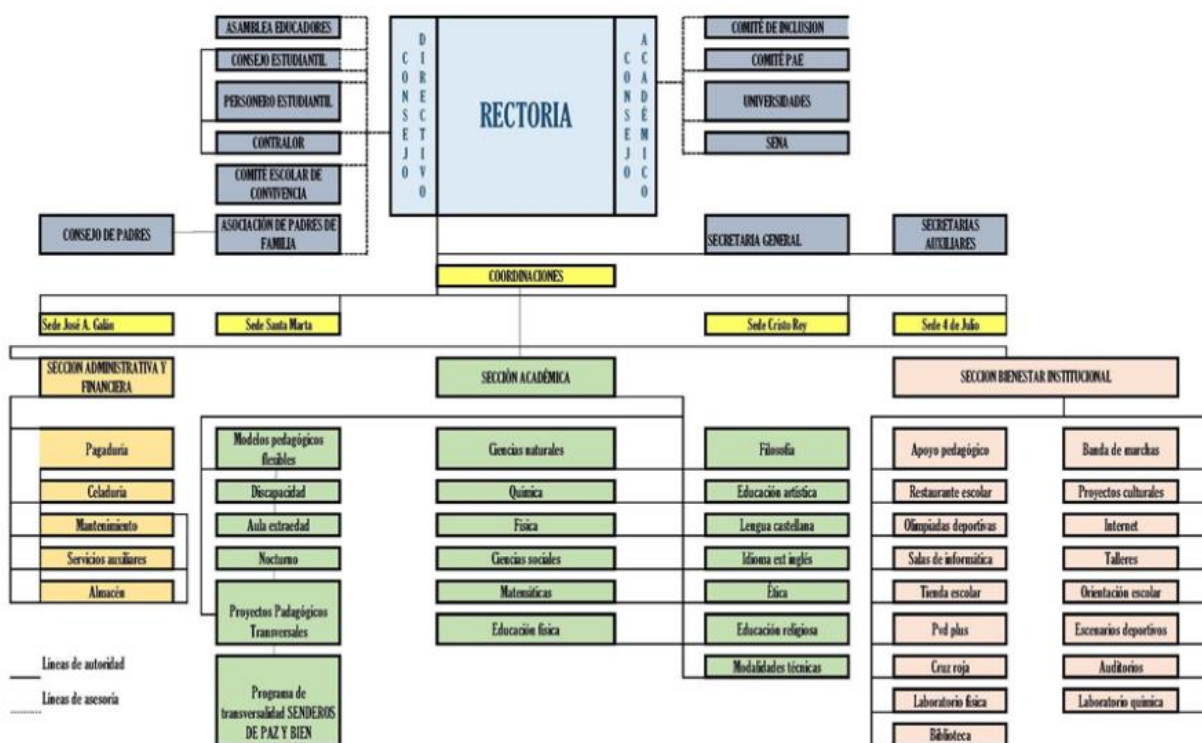 ASAMBLEA EDUCADORES
CONSEJO ESTUDIANTIL
PERSONERO ESTUDIANTIL
CONTRALOR
COMITÉ ESCOLAR DE
CONVIVENCIA
CONSEJO DE PADRES
ASOCIACIÓN DE PADRES DE
FAMILIA
CONSEJO
DIRECTIVO
RECTORIA
CONSEJO
ACADÉMICO
COMITÉ DE INCLUSION
COMITÉ PAE
UNIVERSIDADES
SENA
SECRETARIA GENERAL
SECRETARIAS
AUXILIARES
COORDINACIONES
Sede José A. Galán
Sede Santa Marta
Sede Cristo Rey
Sede 4 de Julio
SECCION ADMINISTRATIVA Y
FINANCIERA
SECCIÓN ACADÉMICA
SECCION BIENESTAR INSTITUCIONAL
Pagaduría
Celaduría
Mantenimiento
Servicios auxiliares
Almacén
Modelos pedagógicos
flexibles
Discapacidad
Aula extraedad
Nocturno
Proyectos Padagógicos
Transversales
Programa de
transversalidad SENDEROS
DE PAZ Y BIEN
Ciencias naturales
Química
Física
Ciencias sociales
Matemáticas
Educación física
Filosofía
Educación artística
Lengua castellana
Idioma ext inglés
Ética
Educación religiosa
Modalidades técnicas
Apoyo pedagógico
Restaurante escolar
Olimpiadas deportivas
Salas de informática
Tienda escolar
Pvd plus
Cruz roja
Laboratorio física
Biblioteca
Banda de marchas
Proyectos culturales
Internet
Talleres
Orientación escolar
Escenarios deportivos
Auditorios
Laboratorio química
Líneas de autoridad
Líneas de asesoría